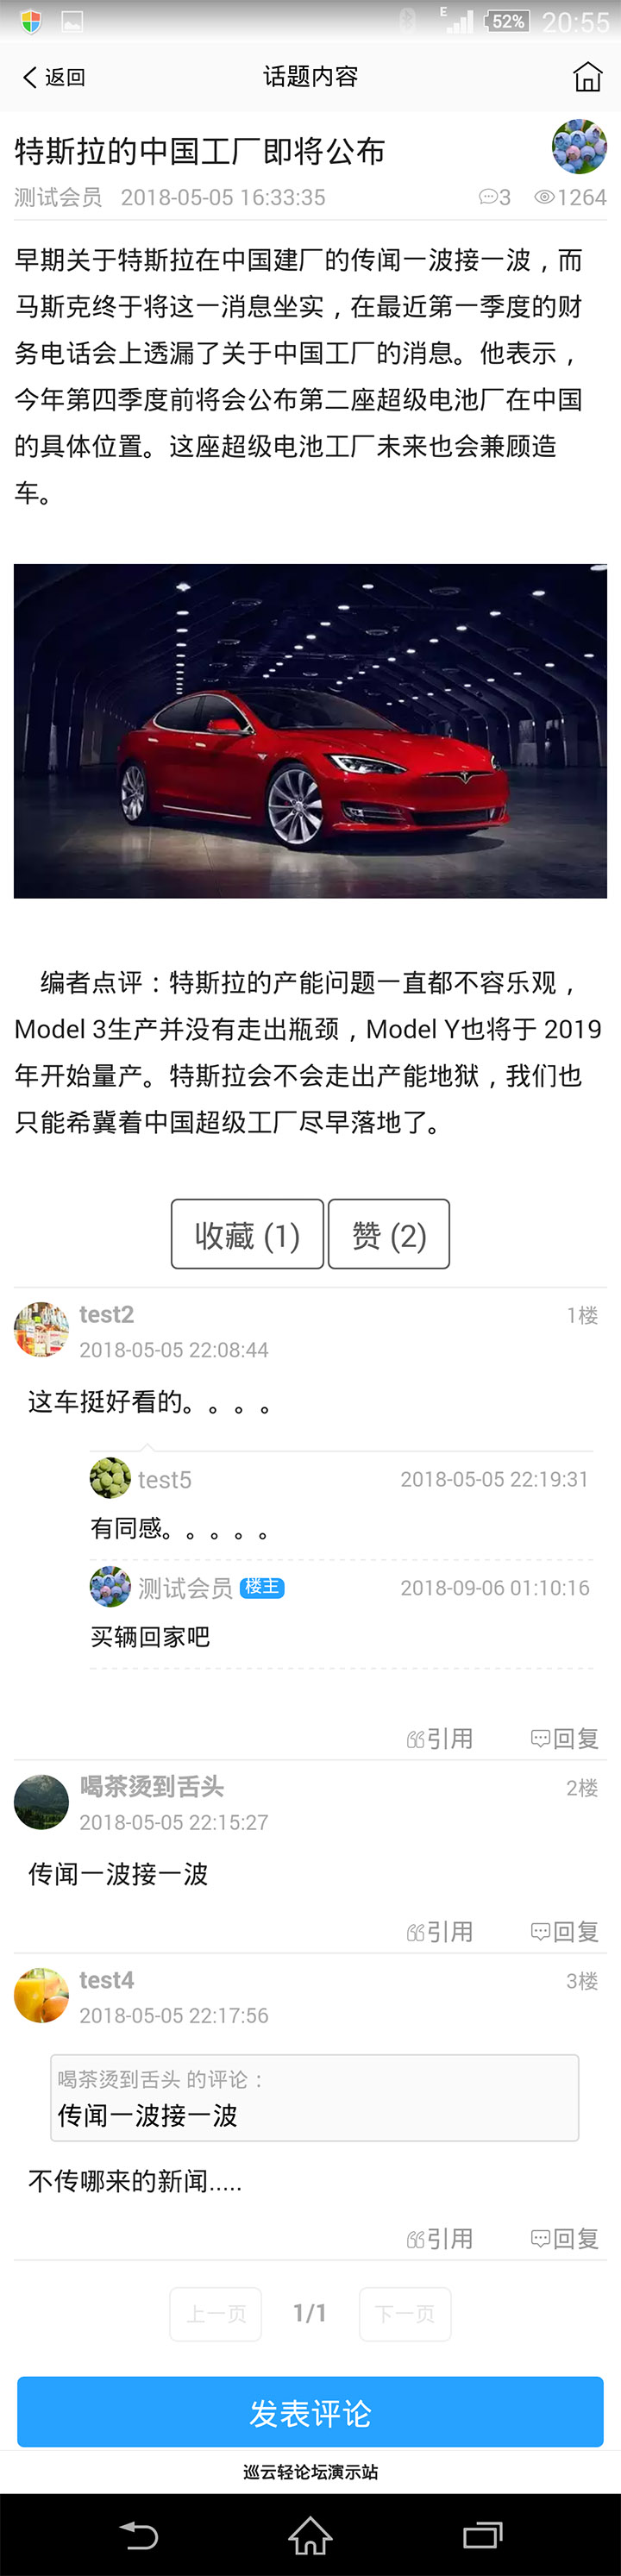 E 52% 20:55
返回 话题内容
特斯拉的中国工厂即将公布
测试会员 2018-05-05 16:33:35 3 1264
早期关于特斯拉在中国建厂的传闻一波接一波，而
马斯克终于将这一消息坐实，在最近第一季度的财
务电话会上透漏了关于中国工厂的消息。他表示，
今年第四季度前将会公布第二座超级电池厂在中国
的具体位置。这座超级电池工厂未来也会兼顾造
车。
编者点评：特斯拉的产能问题一直都不容乐观，
Model 3生产并没有走出瓶颈，Model Y也将于 2019
年开始量产。特斯拉会不会走出产能地狱，我们也
只能希冀着中国超级工厂尽早落地了。
收藏 (1) 赞 (2)
test2 1楼
2018-05-05 22:08:44
这车挺好看的。。。。
test5 2018-05-05 22:19:31
有同感。。。。。
测试会员 楼主 2018-09-06 01:10:16
买辆回家吧
引用 回复
喝茶烫到舌头 2楼
2018-05-05 22:15:27
传闻一波接一波
引用 回复
test4 3楼
2018-05-05 22:17:56
喝茶烫到舌头 的评论：
传闻一波接一波
不传哪来的新闻.....
引用 回复
上一页 1/1 下一页
发表评论
巡云轻论坛演示站